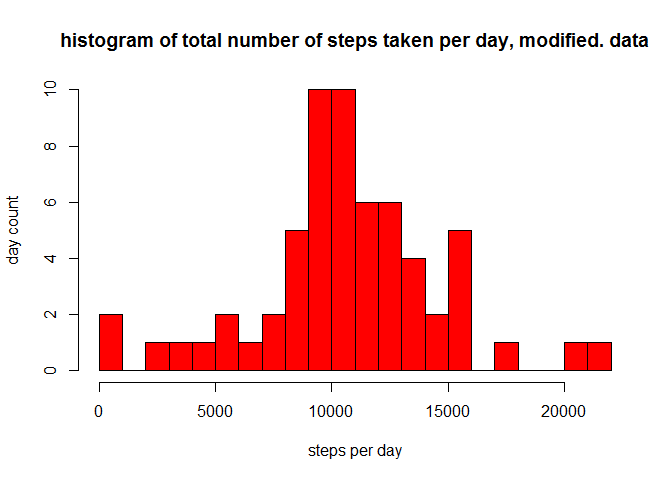 histogram of total number of steps taken per day, modified. data
10
8
6
4
2
0
day count
0 5000 10000 15000 20000
steps per day